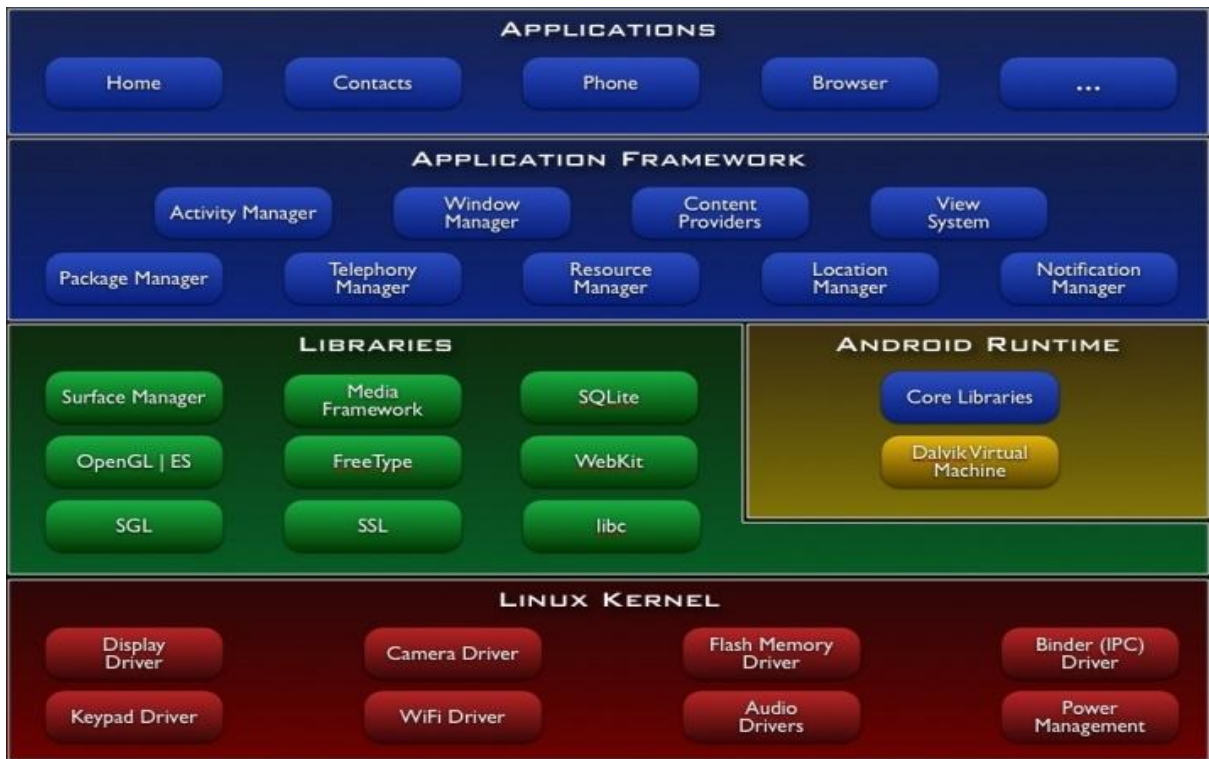 APPLICATIONS
Home
Contacts
Phone
Browser
...
APPLICATION FRAMEWORK
Activity Manager
Window
Manager
Content
Providers
View
System
Package Manager
Telephony
Manager
Resource
Manager
Location
Manager
Notification
Manager
LIBRARIES
Surface Manager
Media
Framework
SQLite
OpenGL | ES
FreeType
WebKit
SGL
SSL
libc
ANDROID RUNTIME
Core Libraries
Dalvik Virtual
Machine
LINUX KERNEL
Display
Driver
Camera Driver
Flash Memory
Driver
Binder (IPC)
Driver
Keypad Driver
WiFi Driver
Audio
Drivers
Power
Management